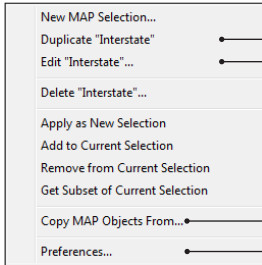 New MAP Selection...
Duplicate "Interstate"
Edit "Interstate"...
Delete "Interstate"...
Apply as New Selection
Add to Current Selection
Remove from Current Selection
Get Subset of Current Selection
Copy MAP Objects From...
Preferences...